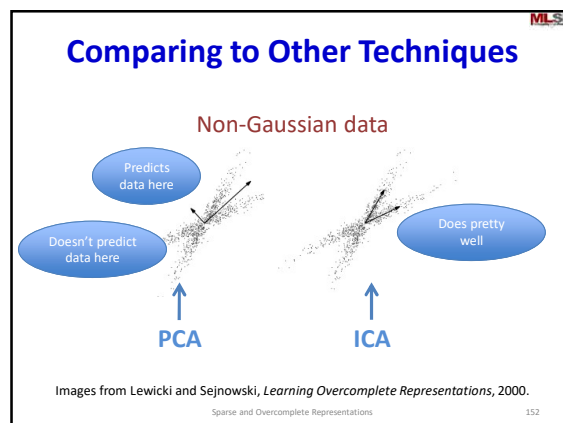 MLS
Comparing to Other Techniques
Non-Gaussian data
Predicts
data here
Doesn't predict
data here
Does pretty
well
PCA
ICA
Images from Lewicki and Sejnowski, Learning Overcomplete Representations, 2000.
Sparse and Overcomplete Representations
152